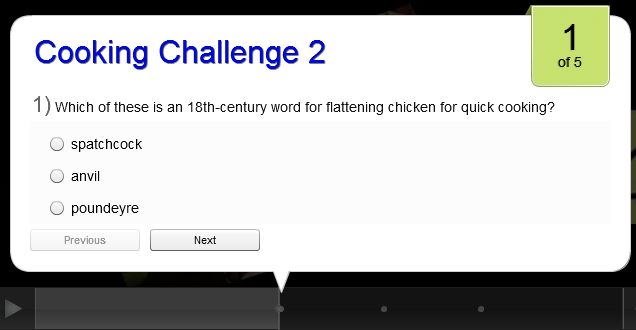 Cooking Challenge 2
1
of 5
1) Which of these is an 18th-century word for flattening chicken for quick cooking?
spatchcock
anvil
poundeyre
Previous
Next